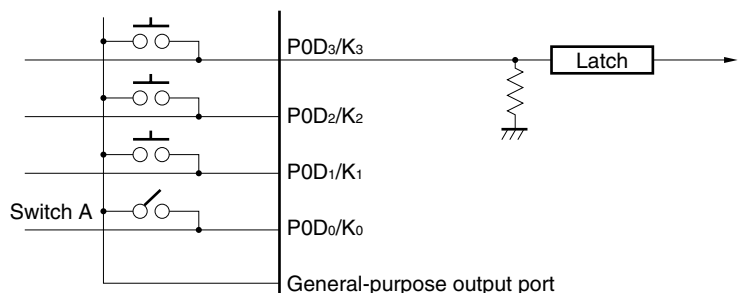 P0D₃/K₃
Latch
P0D₂/K₂
P0D₁/K₁
Switch A
P0D₀/K₀
General-purpose output port